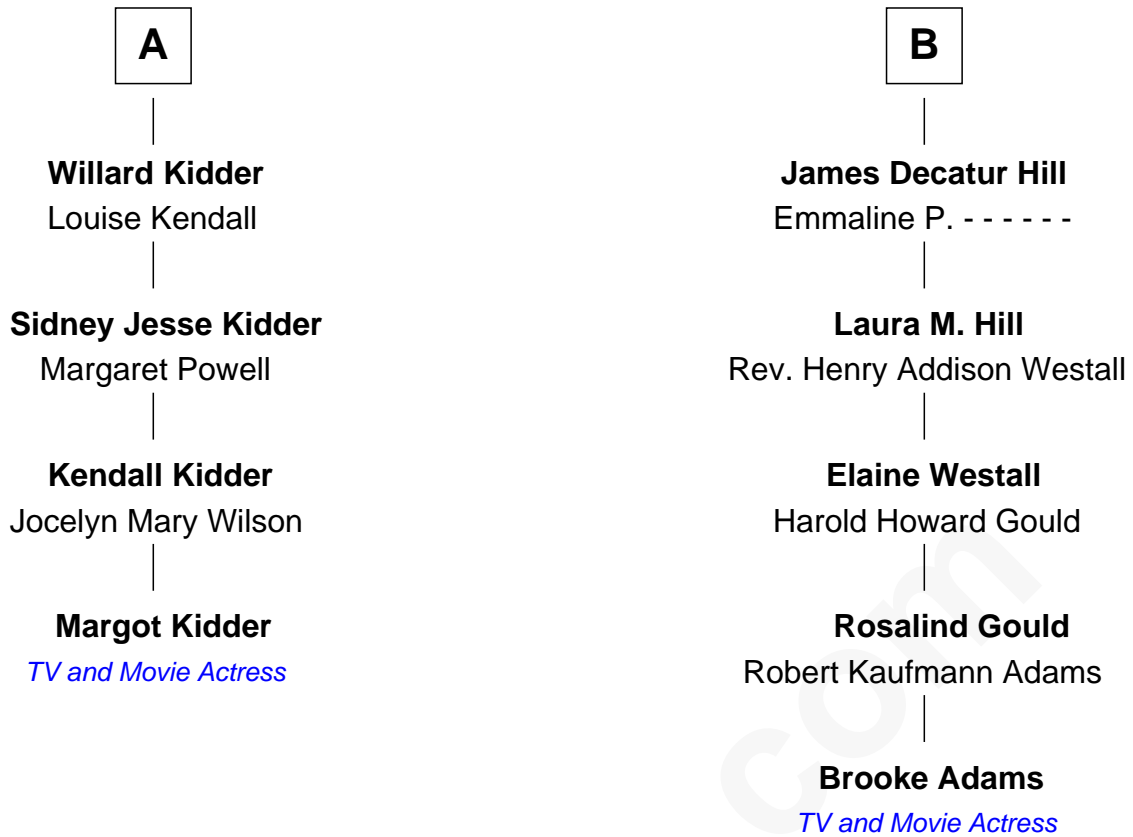 A
Willard Kidder
Louise Kendall
Sidney Jesse Kidder
Margaret Powell
Kendall Kidder
Jocelyn Mary Wilson
Margot Kidder
TV and Movie Actress
B
James Decatur Hill
Emmaline P. - - - - - -
Laura M. Hill
Rev. Henry Addison Westall
Elaine Westall
Harold Howard Gould
Rosalind Gould
Robert Kaufmann Adams
Brooke Adams
TV and Movie Actress
com